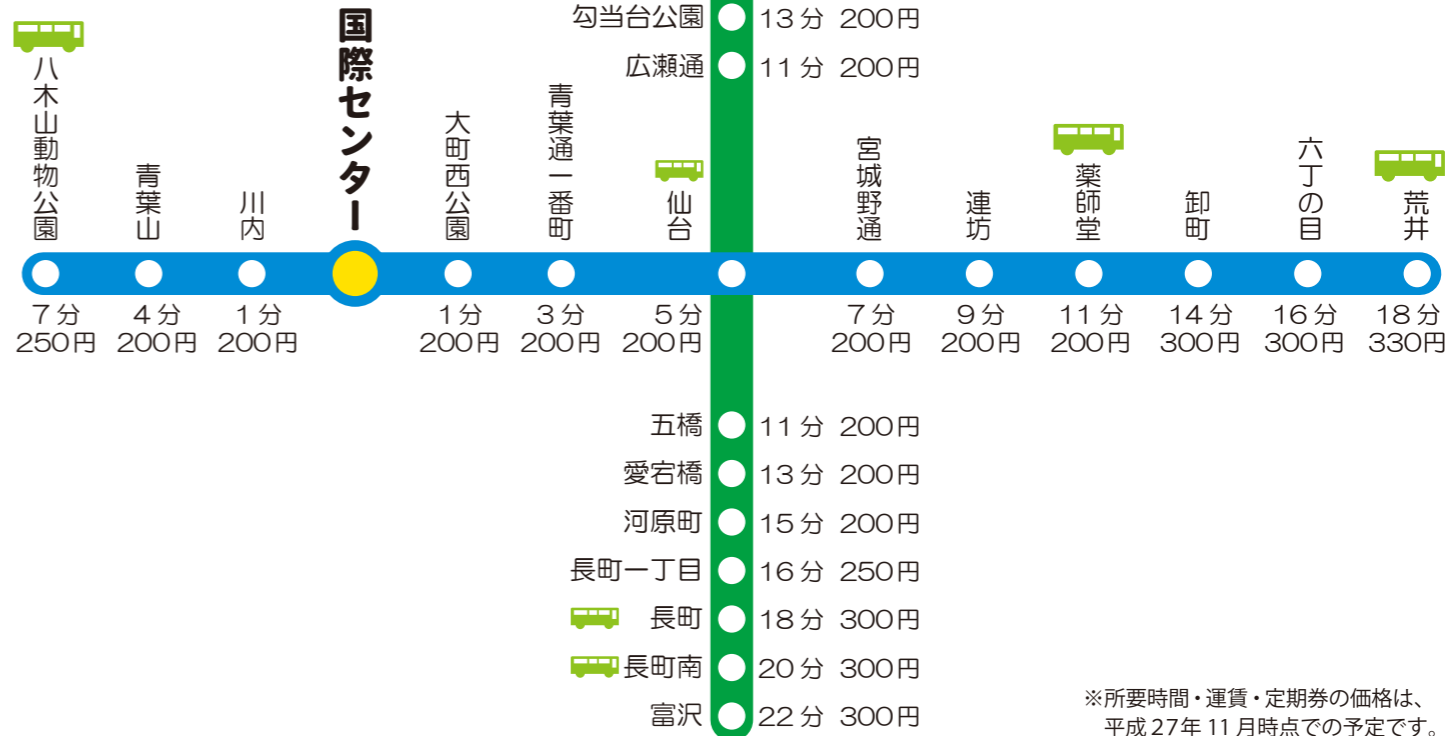 勾当台公園 13分 200円
広瀬通 11分 200円
八木山動物公園
青葉山
川内
国際センター
大町西公園
青葉通一番町
仙台
宮城野通
連坊
薬師堂
卸町
六丁の目
荒井
7分 4分 1分 1分 3分 5分 7分 9分 11分 14分 16分 18分
250円 200円 200円 200円 200円 200円 200円 200円 200円 300円 300円 330円
五橋 11分 200円
愛宕橋 13分 200円
河原町 15分 200円
長町一丁目 16分 250円
長町 18分 300円
長町南 20分 300円
富沢 22分 300円
※所要時間・運賃・定期券の価格は、
平成27年11月時点での予定です。